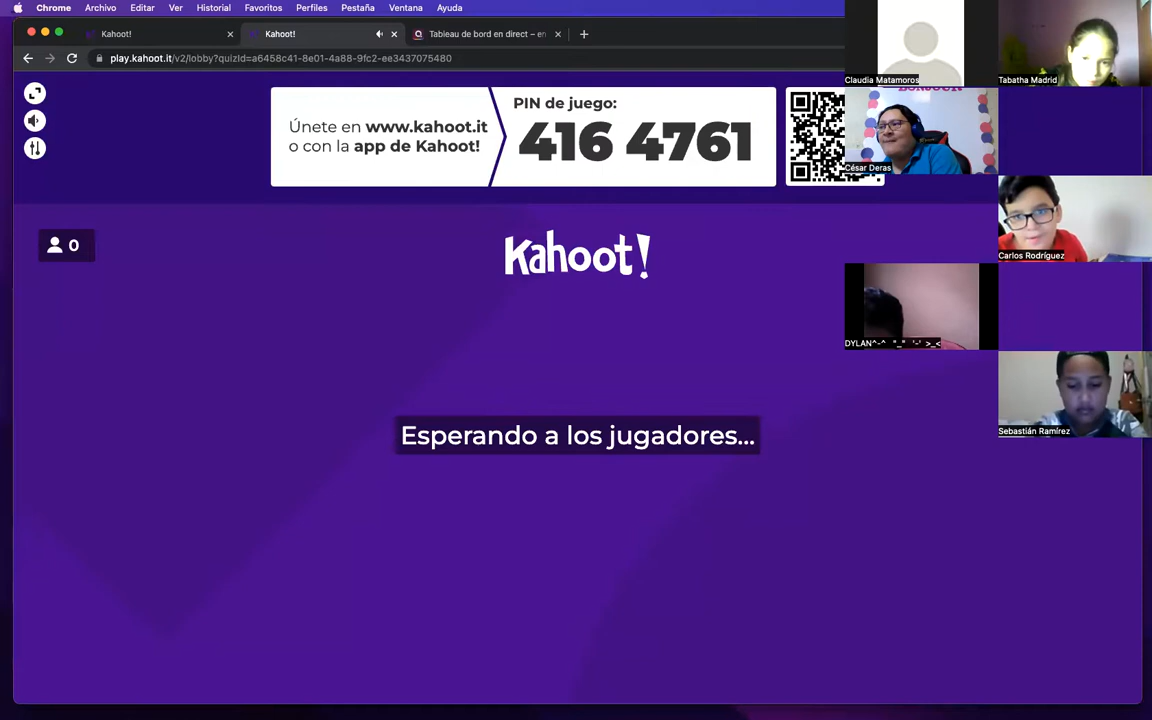 Chrome Archivo Editar Ver Historial Favoritos Perfiles Pestaña Ventana Ayuda
Kahoot!
Kahoot!
Tableau de bord en direct – en
play.kahoot.it/v2/lobby?quizId=a6458c41-8e01-4a88-9fc2-ee3437075480
Únete en www.kahoot.it
o con la app de Kahoot!
PIN de juego:
416 4761
0
Kahoot!
Esperando a los jugadores...
Claudia Matamoros
Tabatha Madrid
BONJOUR
César Deras
Carlos Rodríguez
DYLAN^-^ "_" '-' >_<
Sebastián Ramírez